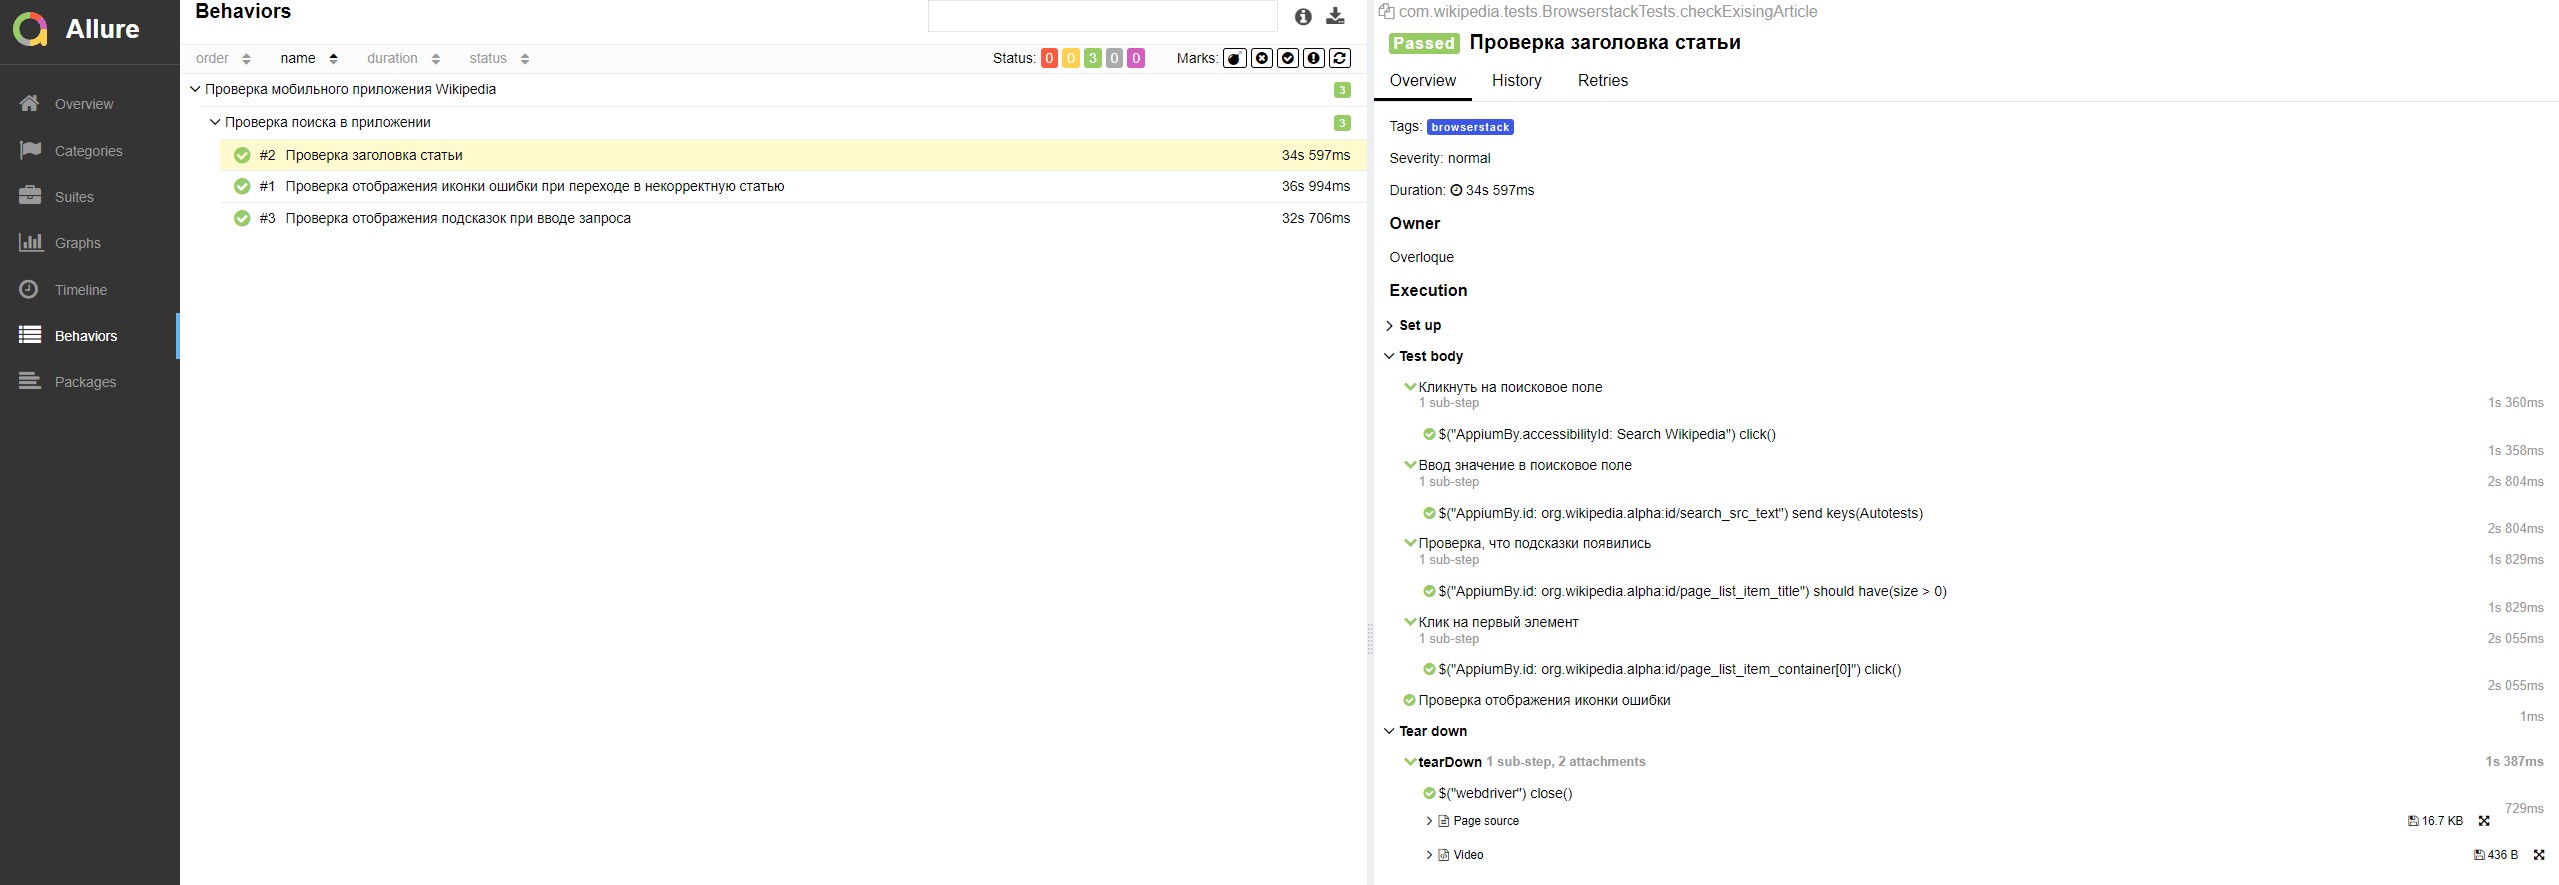 Allure
Overview
Categories
Suites
Graphs
Timeline
Behaviors
Packages
Behaviors
order name duration status Status: 0 0 3 0 0 Marks:
Проверка мобильного приложения Wikipedia 3
Проверка поиска в приложении 3
#2 Проверка заголовка статьи 34s 597ms
#1 Проверка отображения иконки ошибки при переходе в некорректную статью 36s 994ms
#3 Проверка отображения подсказок при вводе запроса 32s 706ms
com.wikipedia.tests.BrowserstackTests.checkExisingArticle
Passed Проверка заголовка статьи
Overview History Retries
Tags: browserstack
Severity: normal
Duration: 34s 597ms
Owner
Overloque
Execution
Set up
Test body
Кликнуть на поисковое поле
1 sub-step 1s 360ms
$("AppiumBy.accessibilityId: Search Wikipedia") click()
1s 358ms
Ввод значение в поисковое поле
1 sub-step 2s 804ms
$("AppiumBy.id: org.wikipedia.alpha:id/search_src_text") send keys(Autotests)
2s 804ms
Проверка, что подсказки появились
1 sub-step 1s 829ms
$("AppiumBy.id: org.wikipedia.alpha:id/page_list_item_title") should have(size > 0)
1s 829ms
Клик на первый элемент
1 sub-step 2s 055ms
$("AppiumBy.id: org.wikipedia.alpha:id/page_list_item_container[0]") click()
2s 055ms
Проверка отображения иконки ошибки
1ms
Tear down
tearDown 1 sub-step, 2 attachments 1s 387ms
$("webdriver") close()
729ms
Page source 16.7 KB
Video 436 B